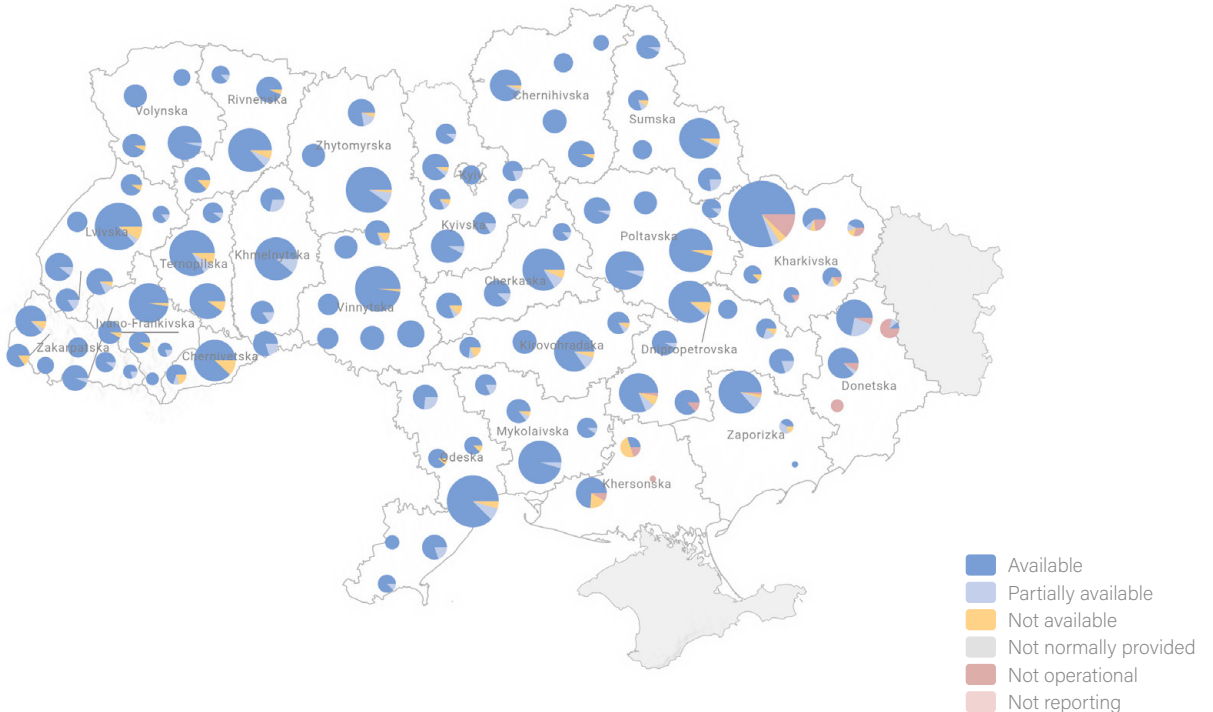 Volynska
Rivnenska
Chernihivska
Sumska
Zhytomyrska
Kyiv
Lvivska
Ternopilska
Khmelnytska
Kyivska
Poltavska
Kharkivska
Cherkaska
Vinnytska
Ivano-Frankivska
Zakarpatska
Chernivetska
Kirovohradska
Dnipropetrovska
Donetska
Zaporizka
Mykolaivska
Odeska
Khersonska
Available
Partially available
Not available
Not normally provided
Not operational
Not reporting